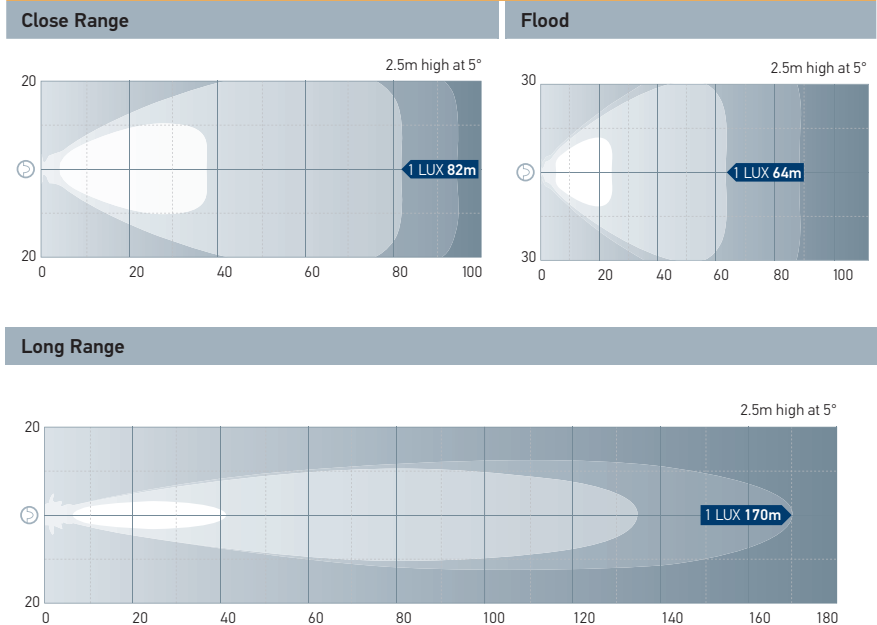 Close Range
2.5m high at 5°
20
1 LUX 82m
20
0 20 40 60 80 100
Flood
2.5m high at 5°
30
1 LUX 64m
30
0 20 40 60 80 100
Long Range
2.5m high at 5°
20
1 LUX 170m
20
0 20 40 60 80 100 120 140 160 180